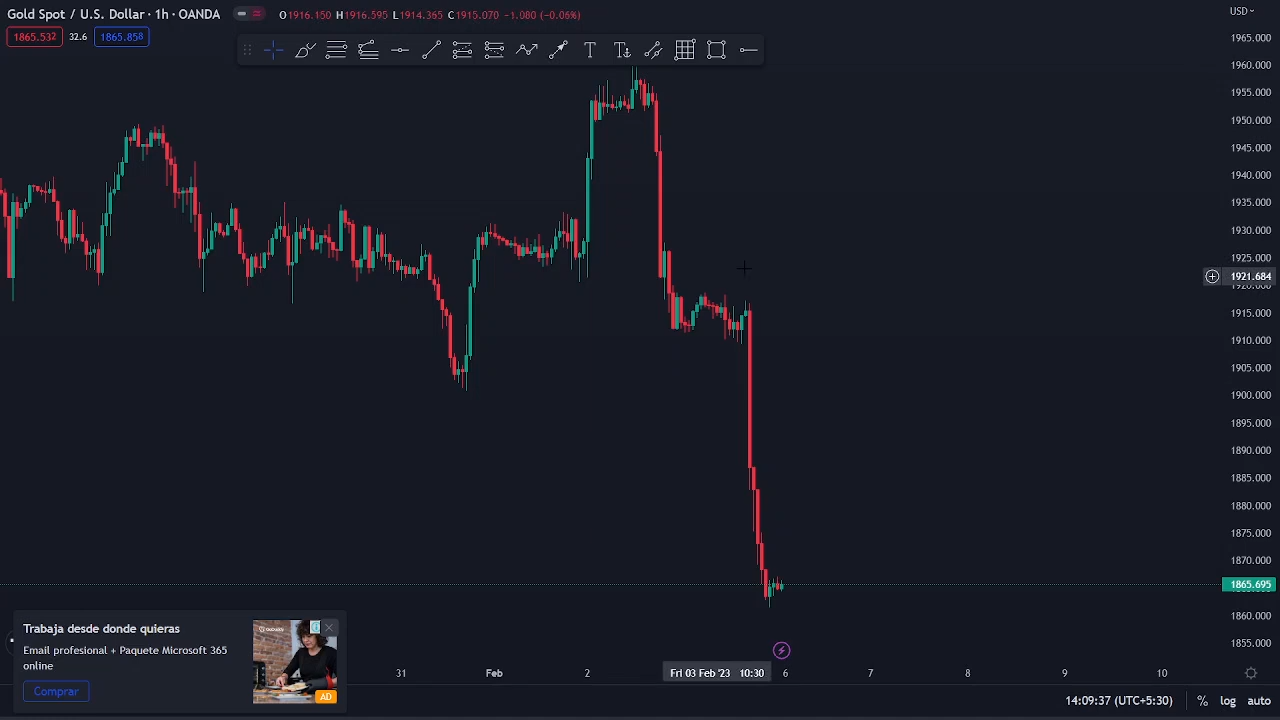 Gold Spot / U.S. Dollar · 1h · OANDA
O1916.150 H1916.595 L1914.365 C1915.070 -1.080 (-0.06%)
USD
1865.532 32.6 1865.858
1965.000
1960.000
1955.000
1950.000
1945.000
1940.000
1935.000
1930.000
1925.000
1921.684
1920.000
1915.000
1910.000
1905.000
1900.000
1895.000
1890.000
1885.000
1880.000
1875.000
1870.000
1865.695
1860.000
1855.000
Trabaja desde donde quieras
Email profesional + Paquete Microsoft 365
online
Comprar
AD
31 Feb 2 Fri 03 Feb '23 10:30 6 7 8 9 10
14:09:37 (UTC+5:30) % log auto